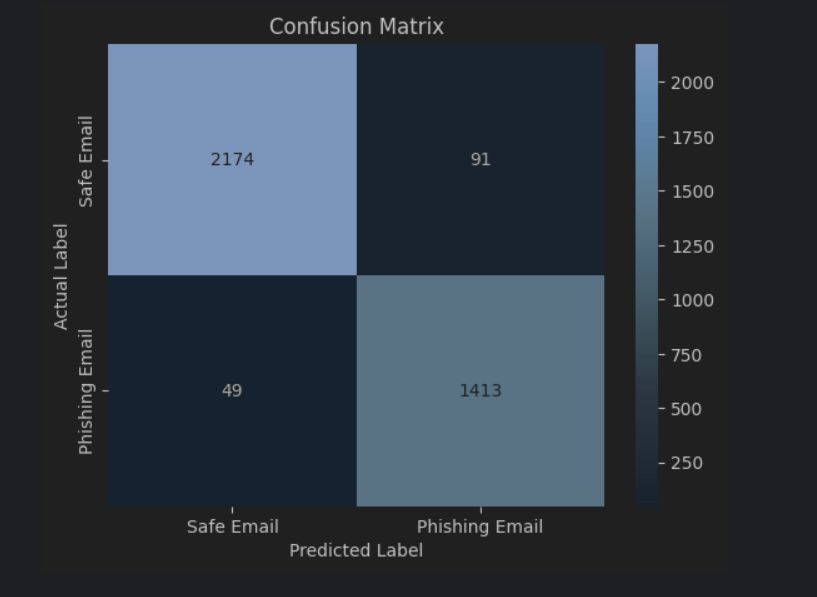 Confusion Matrix
Actual Label
Safe Email
Phishing Email
2174
91
49
1413
Safe Email
Phishing Email
Predicted Label
2000
1750
1500
1250
1000
750
500
250